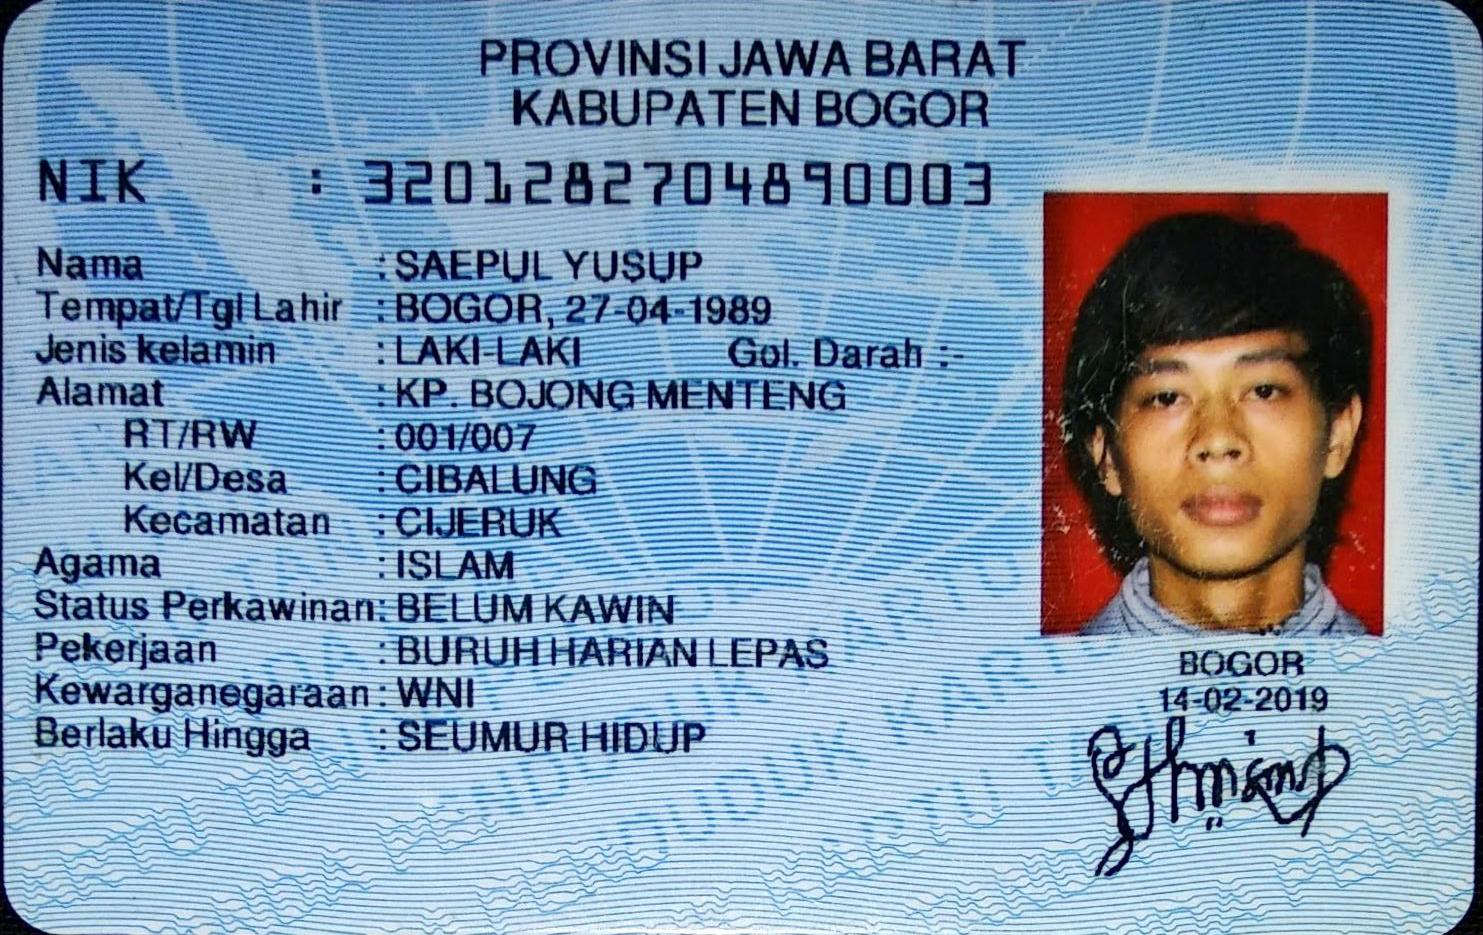 PROVINSI JAWA BARAT
KABUPATEN BOGOR
NIK : 3201282704890003
Nama : SAEPUL YUSUP
Tempat/Tgl Lahir : BOGOR, 27-04-1989
Jenis kelamin : LAKI-LAKI Gol. Darah :-
Alamat : KP. BOJONG MENTENG
RT/RW : 001/007
Kel/Desa : CIBALUNG
Kecamatan : CIJERUK
Agama : ISLAM
Status Perkawinan: BELUM KAWIN
Pekerjaan : BURUH HARIAN LEPAS
Kewarganegaraan : WNI
Berlaku Hingga : SEUMUR HIDUP
BOGOR
14-02-2019